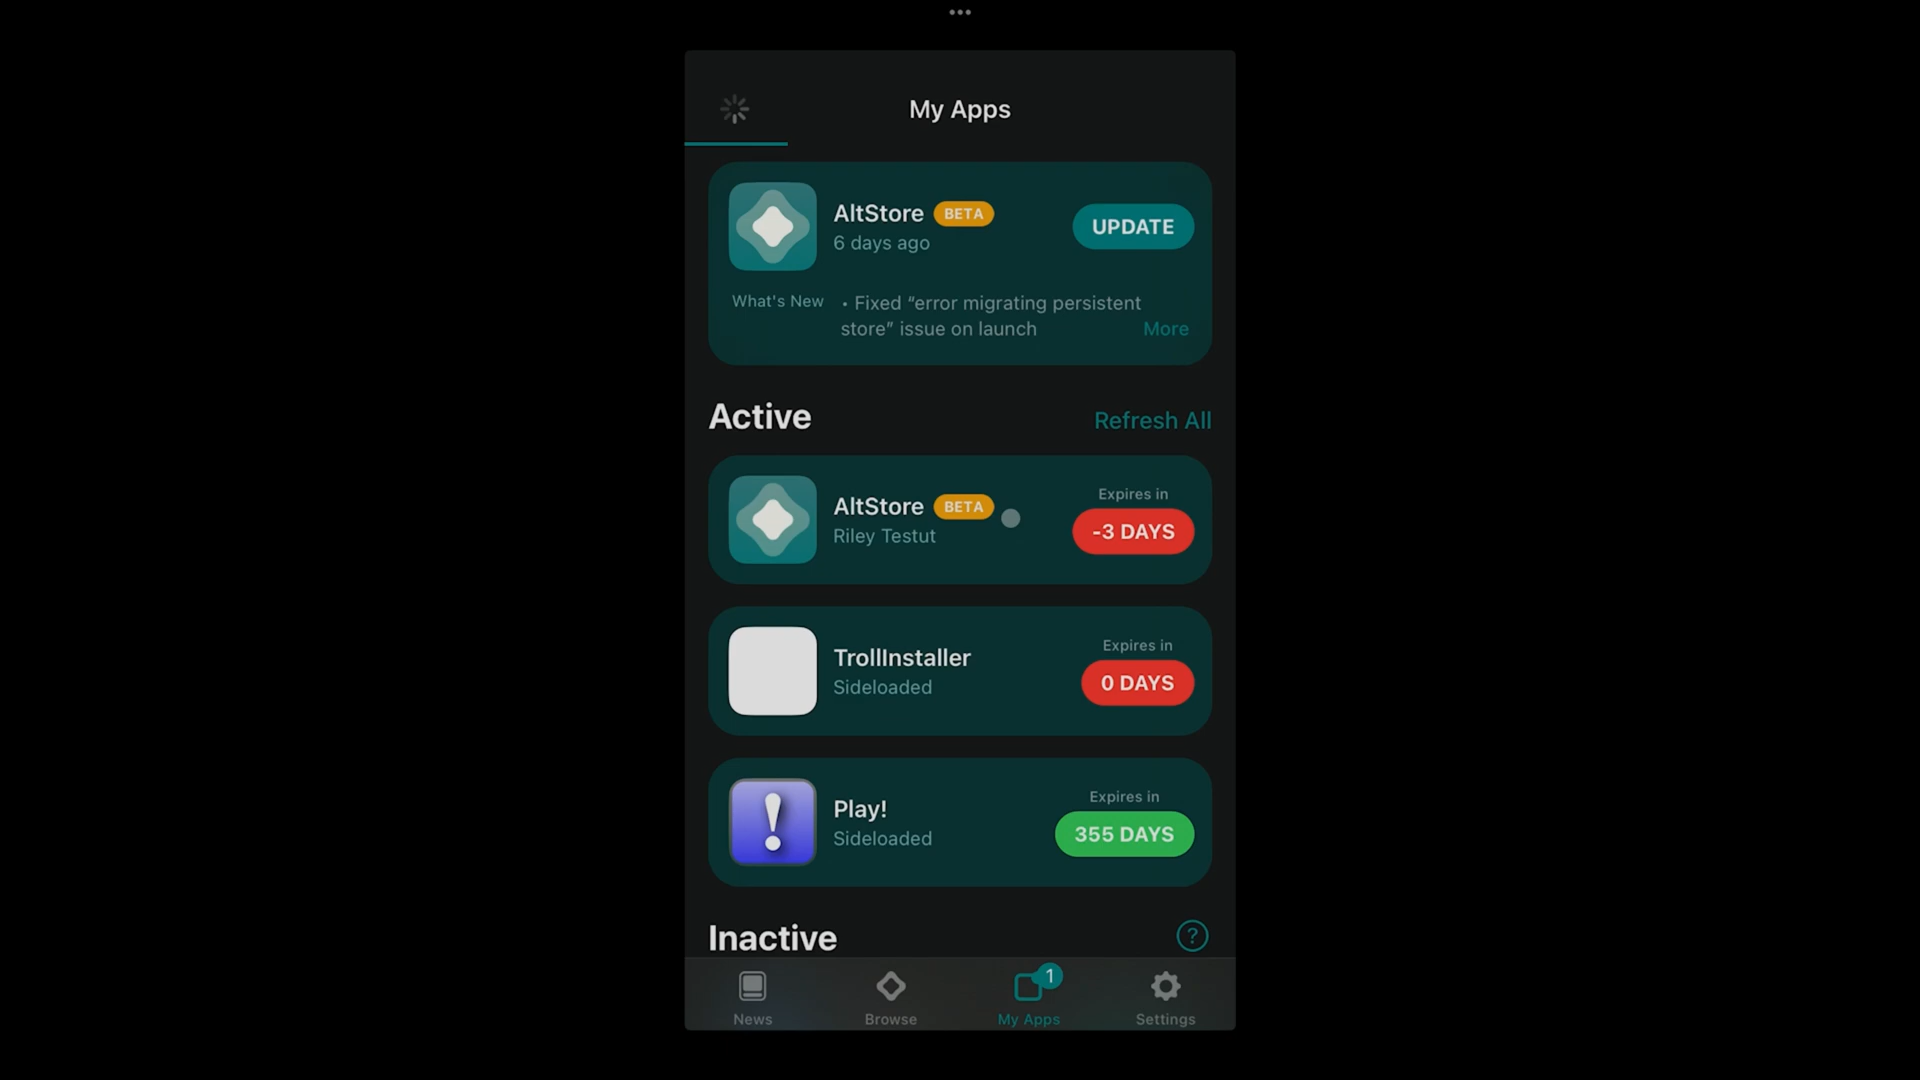 My Apps
AltStore BETA
6 days ago
UPDATE
What's New
• Fixed “error migrating persistent
store” issue on launch
More
Active
Refresh All
AltStore BETA
Riley Testut
Expires in
-3 DAYS
TrollInstaller
Sideloaded
Expires in
0 DAYS
!
Play!
Sideloaded
Expires in
355 DAYS
Inactive
?
1
News
Browse
My Apps
Settings